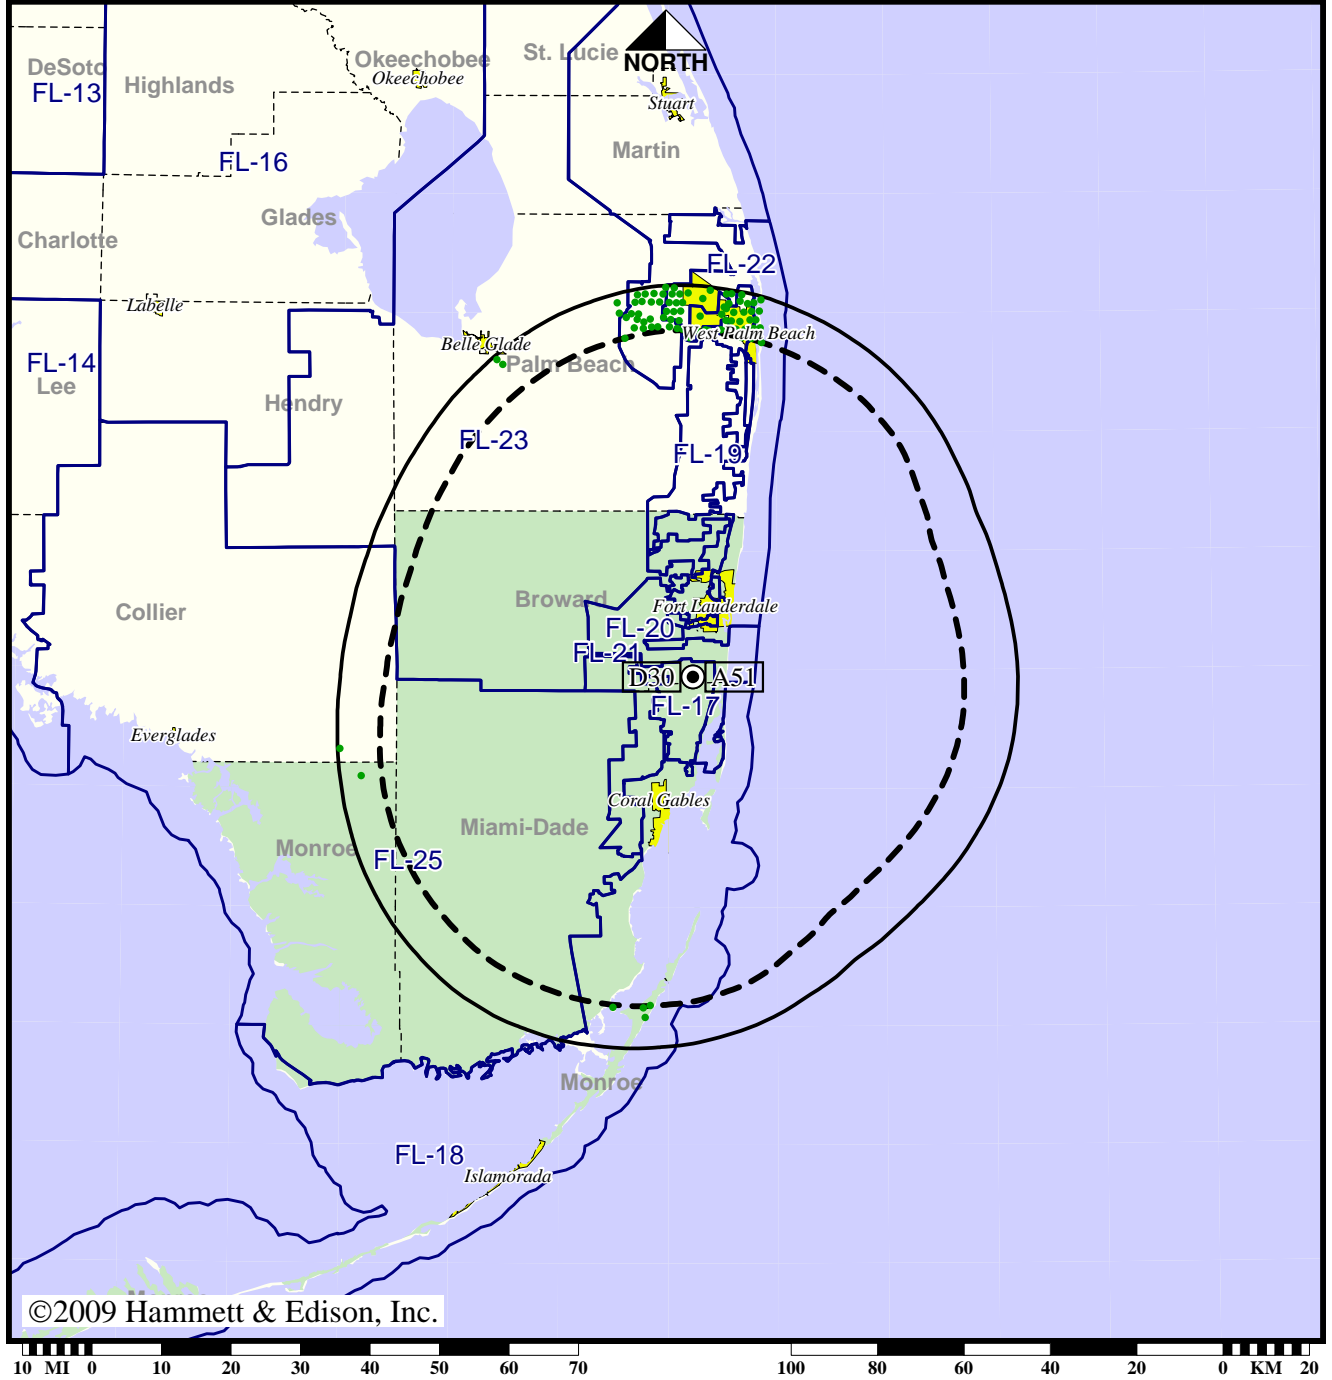 Okeechobee
St. Lucie
NORTH
DeSoto
Highlands
Okeechobee
FL-13
Stuart
Martin
FL-16
Glades
Charlotte
FL-22
Labelle
West Palm Beach
Belle Glade
FL-14
Palm Beach
Lee
Hendry
FL-23
FL-19
Broward
Fort Lauderdale
Collier
FL-20
FL-21
D30
A51
FL-17
Everglades
Coral Gables
Miami-Dade
Monroe
FL-25
Monroe
FL-18
Islamorada
©2009 Hammett & Edison, Inc.
10 MI 0 10 20 30 40 50 60 70 100 80 60 40 20 0 KM 20